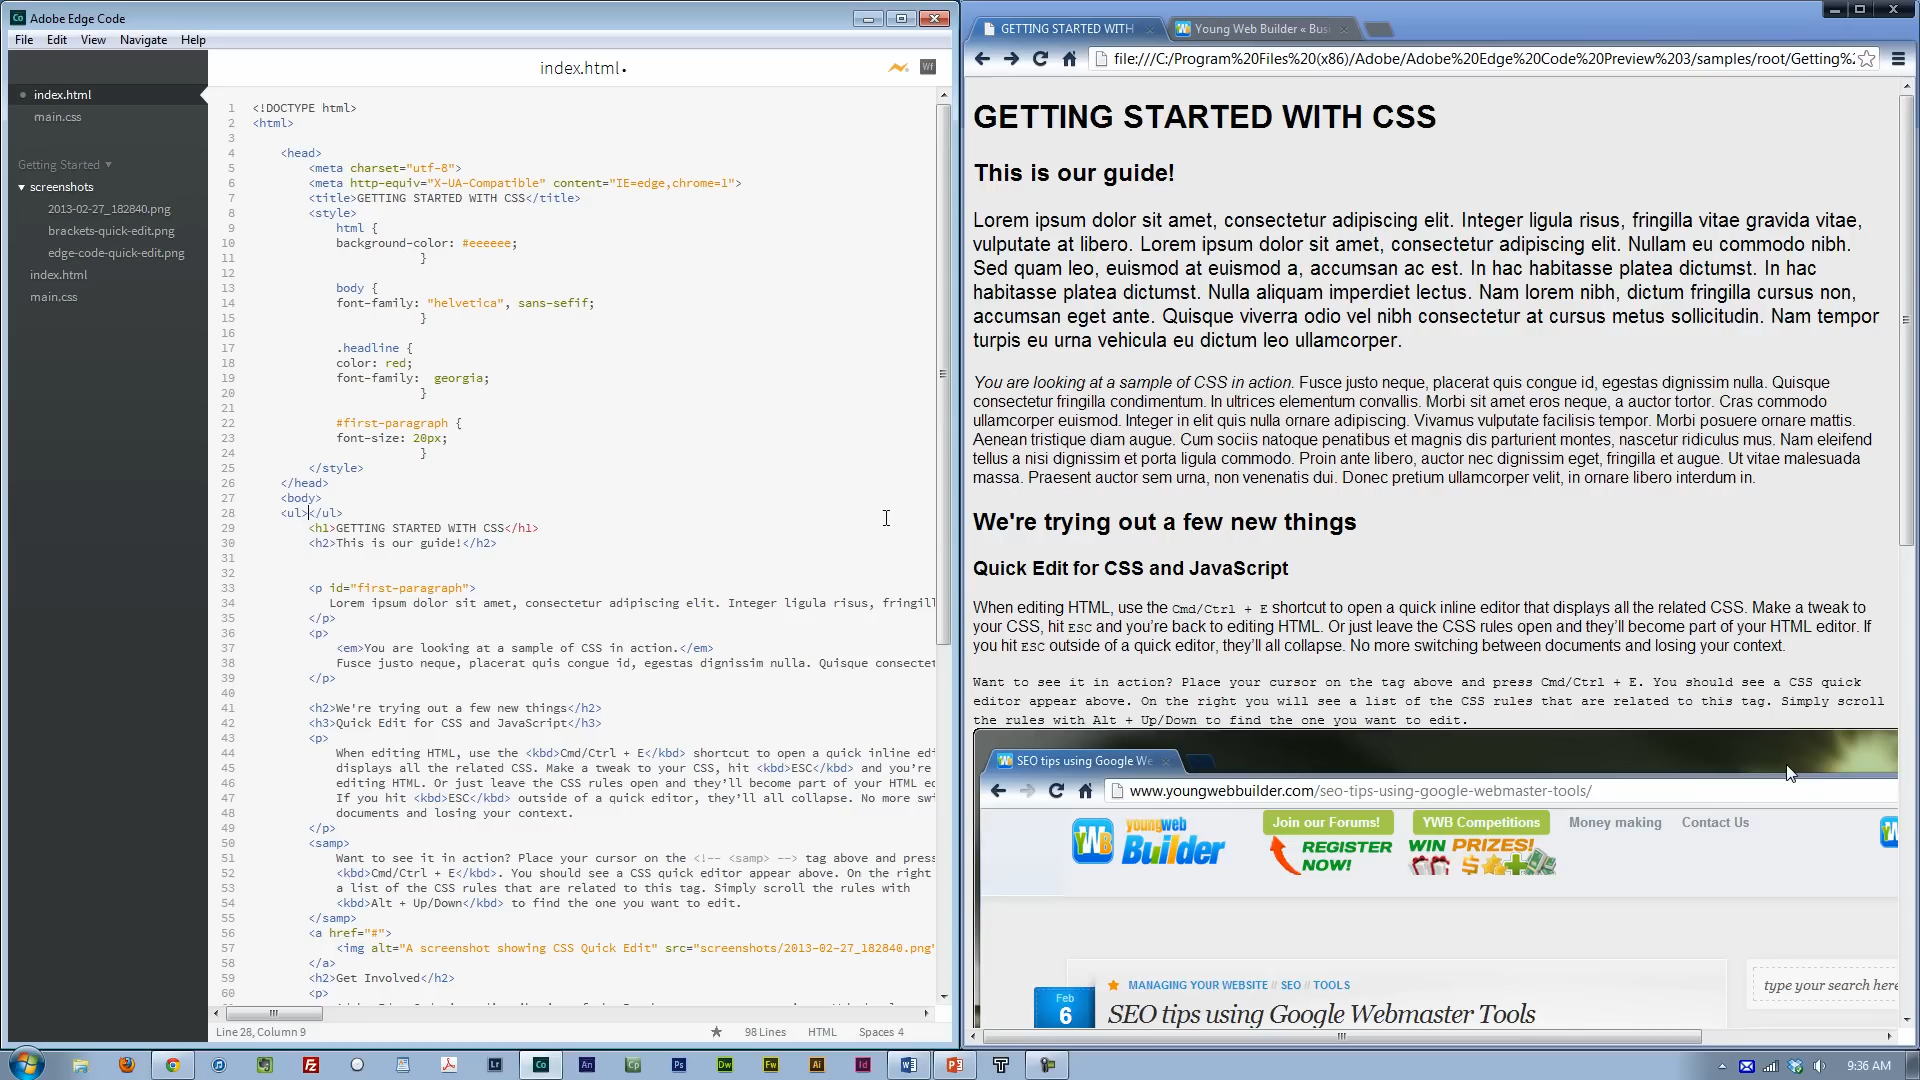 Adobe Edge Code
File Edit View Navigate Help
index.html
main.css
Getting Started
screenshots
2013-02-27_182840.png
brackets-quick-edit.png
edge-code-quick-edit.png
index.html
main.css
index.html•
Wf
1 <!DOCTYPE html>
2 <html>
3
4 <head>
5 <meta charset="utf-8">
6 <meta http-equiv="X-UA-Compatible" content="IE=edge,chrome=1">
7 <title>GETTING STARTED WITH CSS</title>
8 <style>
9 html {
10 background-color: #eeeeee;
11 }
12
13 body {
14 font-family: "helvetica", sans-sefif;
15 }
16
17 .headline {
18 color: red;
19 font-family: georgia;
20 }
21
22 #first-paragraph {
23 font-size: 20px;
24 }
25 </style>
26 </head>
27 <body>
28 <ul></ul>
29 <h1>GETTING STARTED WITH CSS</h1>
30 <h2>This is our guide!</h2>
31
32
33 <p id="first-paragraph">
34 Lorem ipsum dolor sit amet, consectetur adipiscing elit. Integer ligula risus, fringill
35 </p>
36 <p>
37 <em>You are looking at a sample of CSS in action.</em>
38 Fusce justo neque, placerat quis congue id, egestas dignissim nulla. Quisque consectet
39 </p>
40
41 <h2>We're trying out a few new things</h2>
42 <h3>Quick Edit for CSS and JavaScript</h3>
43 <p>
44 When editing HTML, use the <kbd>Cmd/Ctrl + E</kbd> shortcut to open a quick inline edi
45 displays all the related CSS. Make a tweak to your CSS, hit <kbd>ESC</kbd> and you're
46 editing HTML. Or just leave the CSS rules open and they'll become part of your HTML ed
47 If you hit <kbd>ESC</kbd> outside of a quick editor, they'll all collapse. No more swi
48 documents and losing your context.
49 </p>
50 <samp>
51 Want to see it in action? Place your cursor on the <!-- <samp> --> tag above and press
52 <kbd>Cmd/Ctrl + E</kbd>. You should see a CSS quick editor appear above. On the right
53 a list of the CSS rules that are related to this tag. Simply scroll the rules with
54 <kbd>Alt + Up/Down</kbd> to find the one you want to edit.
55 </samp>
56 <a href="#">
57 <img alt="A screenshot showing CSS Quick Edit" src="screenshots/2013-02-27_182840.png"
58 </a>
59 <h2>Get Involved</h2>
60 <p>
Line 28, Column 9
98 Lines HTML Spaces 4
GETTING STARTED WITH
Young Web Builder « Busi
file:///C:/Program%20Files%20(x86)/Adobe/Adobe%20Edge%20Code%20Preview%203/samples/root/Getting%2
GETTING STARTED WITH CSS
This is our guide!
Lorem ipsum dolor sit amet, consectetur adipiscing elit. Integer ligula risus, fringilla vitae gravida vitae,
vulputate at libero. Lorem ipsum dolor sit amet, consectetur adipiscing elit. Nullam eu commodo nibh.
Sed quam leo, euismod at euismod a, accumsan ac est. In hac habitasse platea dictumst. In hac
habitasse platea dictumst. Nulla aliquam imperdiet lectus. Nam lorem nibh, dictum fringilla cursus non,
accumsan eget ante. Quisque viverra odio vel nibh consectetur at cursus metus sollicitudin. Nam tempor
turpis eu urna vehicula eu dictum leo ullamcorper.
You are looking at a sample of CSS in action. Fusce justo neque, placerat quis congue id, egestas dignissim nulla. Quisque
consectetur fringilla condimentum. In ultrices elementum convallis. Morbi sit amet eros neque, a auctor tortor. Cras commodo
ullamcorper euismod. Integer in elit quis nulla ornare adipiscing. Vivamus vulputate facilisis tempor. Morbi posuere ornare mattis.
Aenean tristique diam augue. Cum sociis natoque penatibus et magnis dis parturient montes, nascetur ridiculus mus. Nam eleifend
tellus a nisi dignissim et porta ligula commodo. Proin ante libero, auctor nec dignissim eget, fringilla et augue. Ut vitae malesuada
massa. Praesent auctor sem urna, non venenatis dui. Donec pretium ullamcorper velit, in ornare libero interdum in.
We're trying out a few new things
Quick Edit for CSS and JavaScript
When editing HTML, use the Cmd/Ctrl + E shortcut to open a quick inline editor that displays all the related CSS. Make a tweak to
your CSS, hit ESC and you're back to editing HTML. Or just leave the CSS rules open and they'll become part of your HTML editor. If
you hit ESC outside of a quick editor, they'll all collapse. No more switching between documents and losing your context.
Want to see it in action? Place your cursor on the tag above and press Cmd/Ctrl + E. You should see a CSS quick
editor appear above. On the right you will see a list of the CSS rules that are related to this tag. Simply scroll
the rules with Alt + Up/Down to find the one you want to edit.
SEO tips using Google We
www.youngwebbuilder.com/seo-tips-using-google-webmaster-tools/
YWB youngweb Builder
Join our Forums! YWB Competitions Money making Contact Us
REGISTER NOW! WIN PRIZES!
MANAGING YOUR WEBSITE // SEO // TOOLS
type your search here
Feb
6
SEO tips using Google Webmaster Tools
9:36 AM